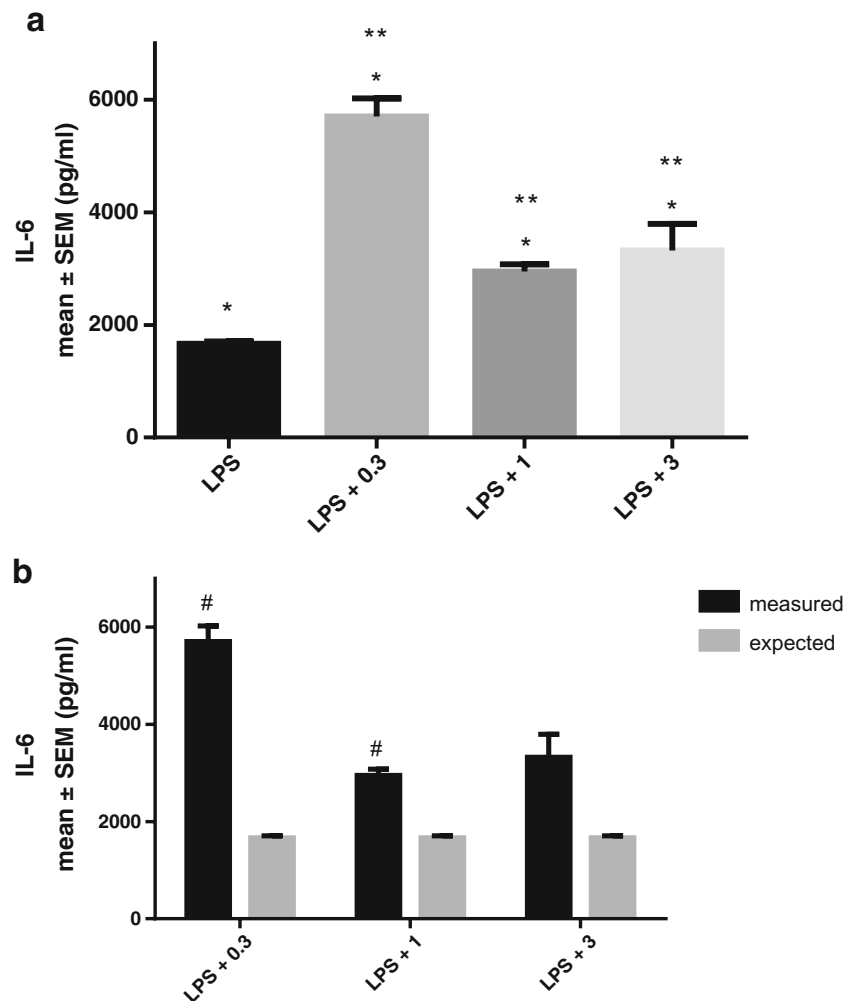 a
IL-6
mean ± SEM (pg/ml)
6000
4000
2000
0
*
**
*
**
*
**
*
LPS
LPS + 0.3
LPS + 1
LPS + 3
b
IL-6
mean ± SEM (pg/ml)
6000
4000
2000
0
#
#
measured
expected
LPS + 0.3
LPS + 1
LPS + 3